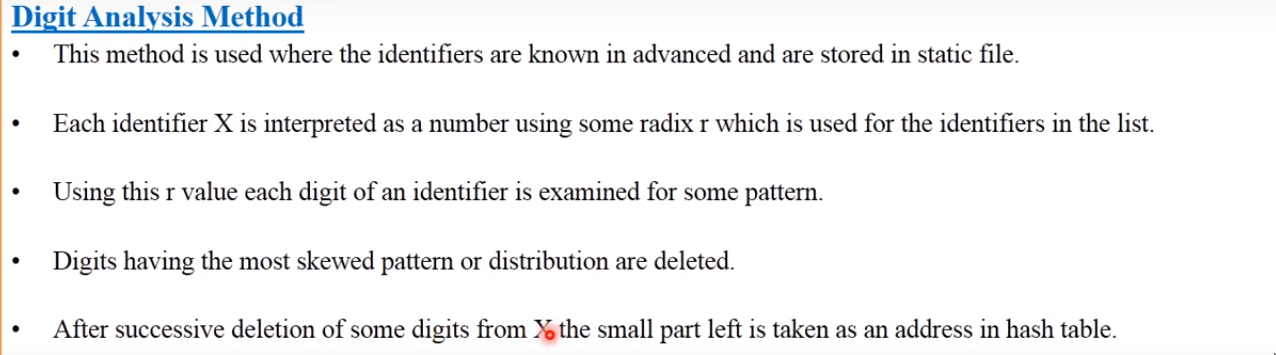 Digit Analysis Method
• This method is used where the identifiers are known in advanced and are stored in static file.
• Each identifier X is interpreted as a number using some radix r which is used for the identifiers in the list.
• Using this r value each digit of an identifier is examined for some pattern.
• Digits having the most skewed pattern or distribution are deleted.
• After successive deletion of some digits from X the small part left is taken as an address in hash table.